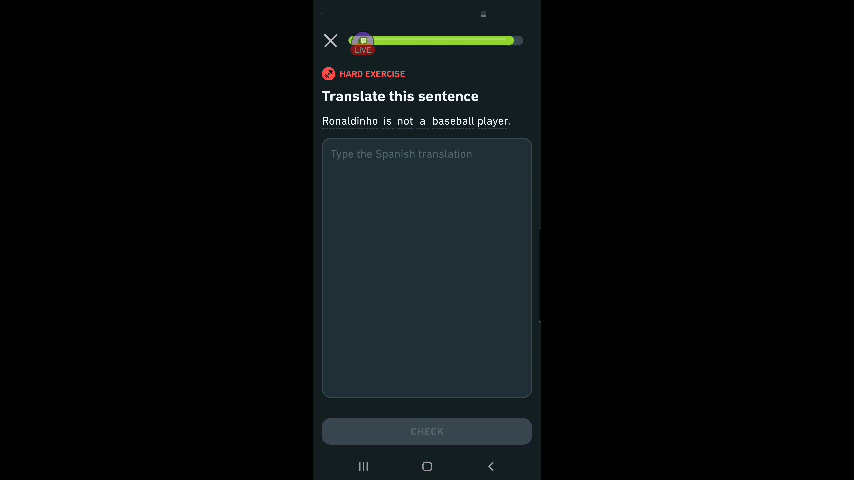 LIVE
HARD EXERCISE
Translate this sentence
Ronaldinho is not a baseball player.
Type the Spanish translation
CHECK